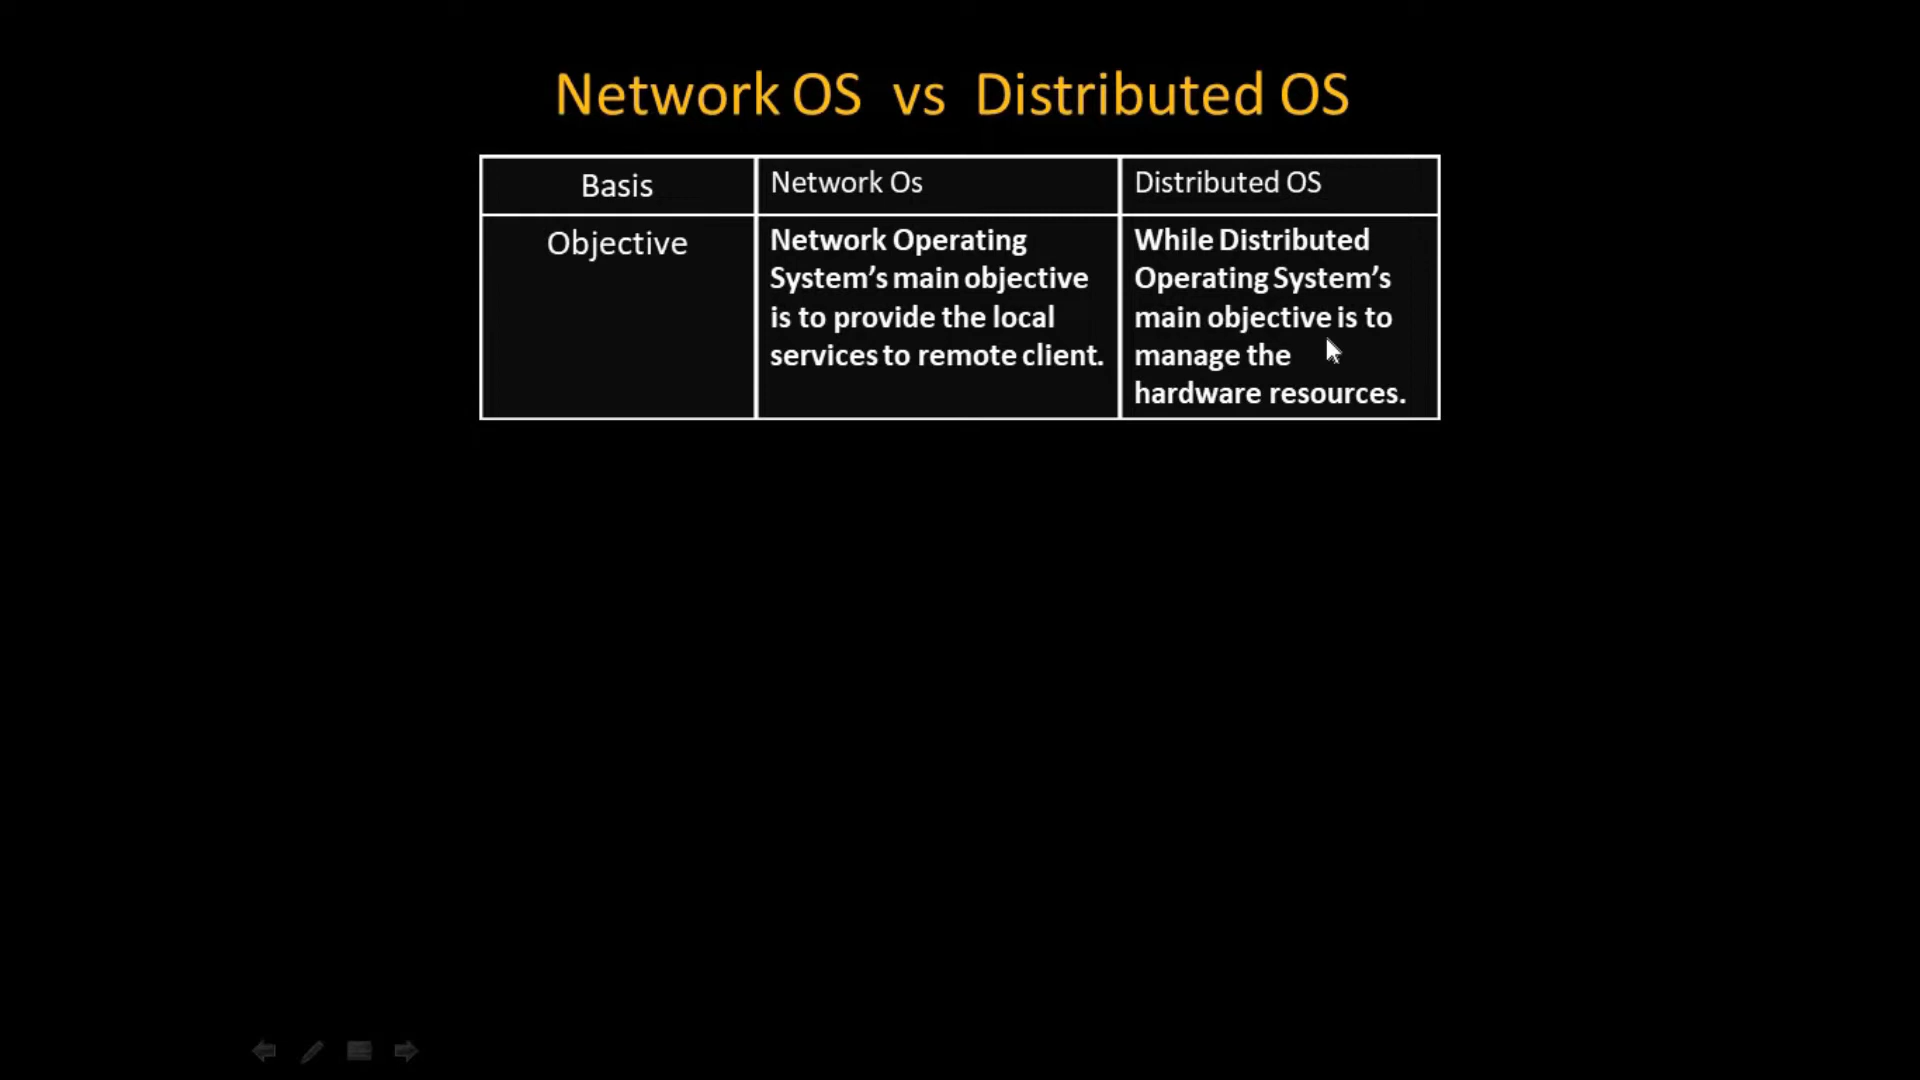 Network OS vs Distributed OS
Basis
Network Os
Distributed OS
Objective
Network Operating
System’s main objective
is to provide the local
services to remote client.
While Distributed
Operating System’s
main objective is to
manage the
hardware resources.